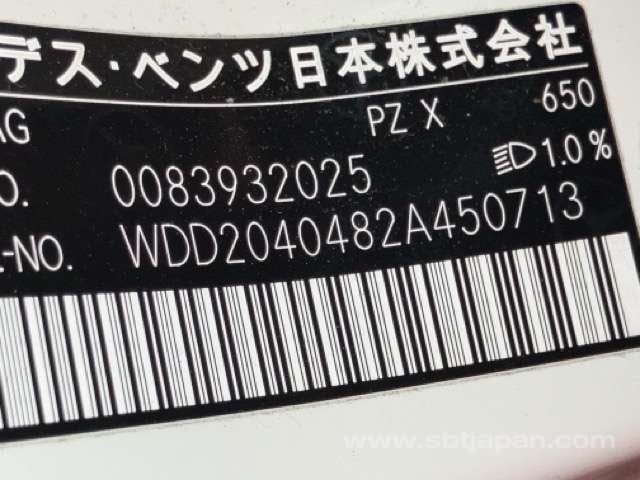 デス・ベンツ日本株式会社
AG PZ X 650
O. 0083932025 1.0%
-NO. WDD2040482A450713
www.sbtjapan.com